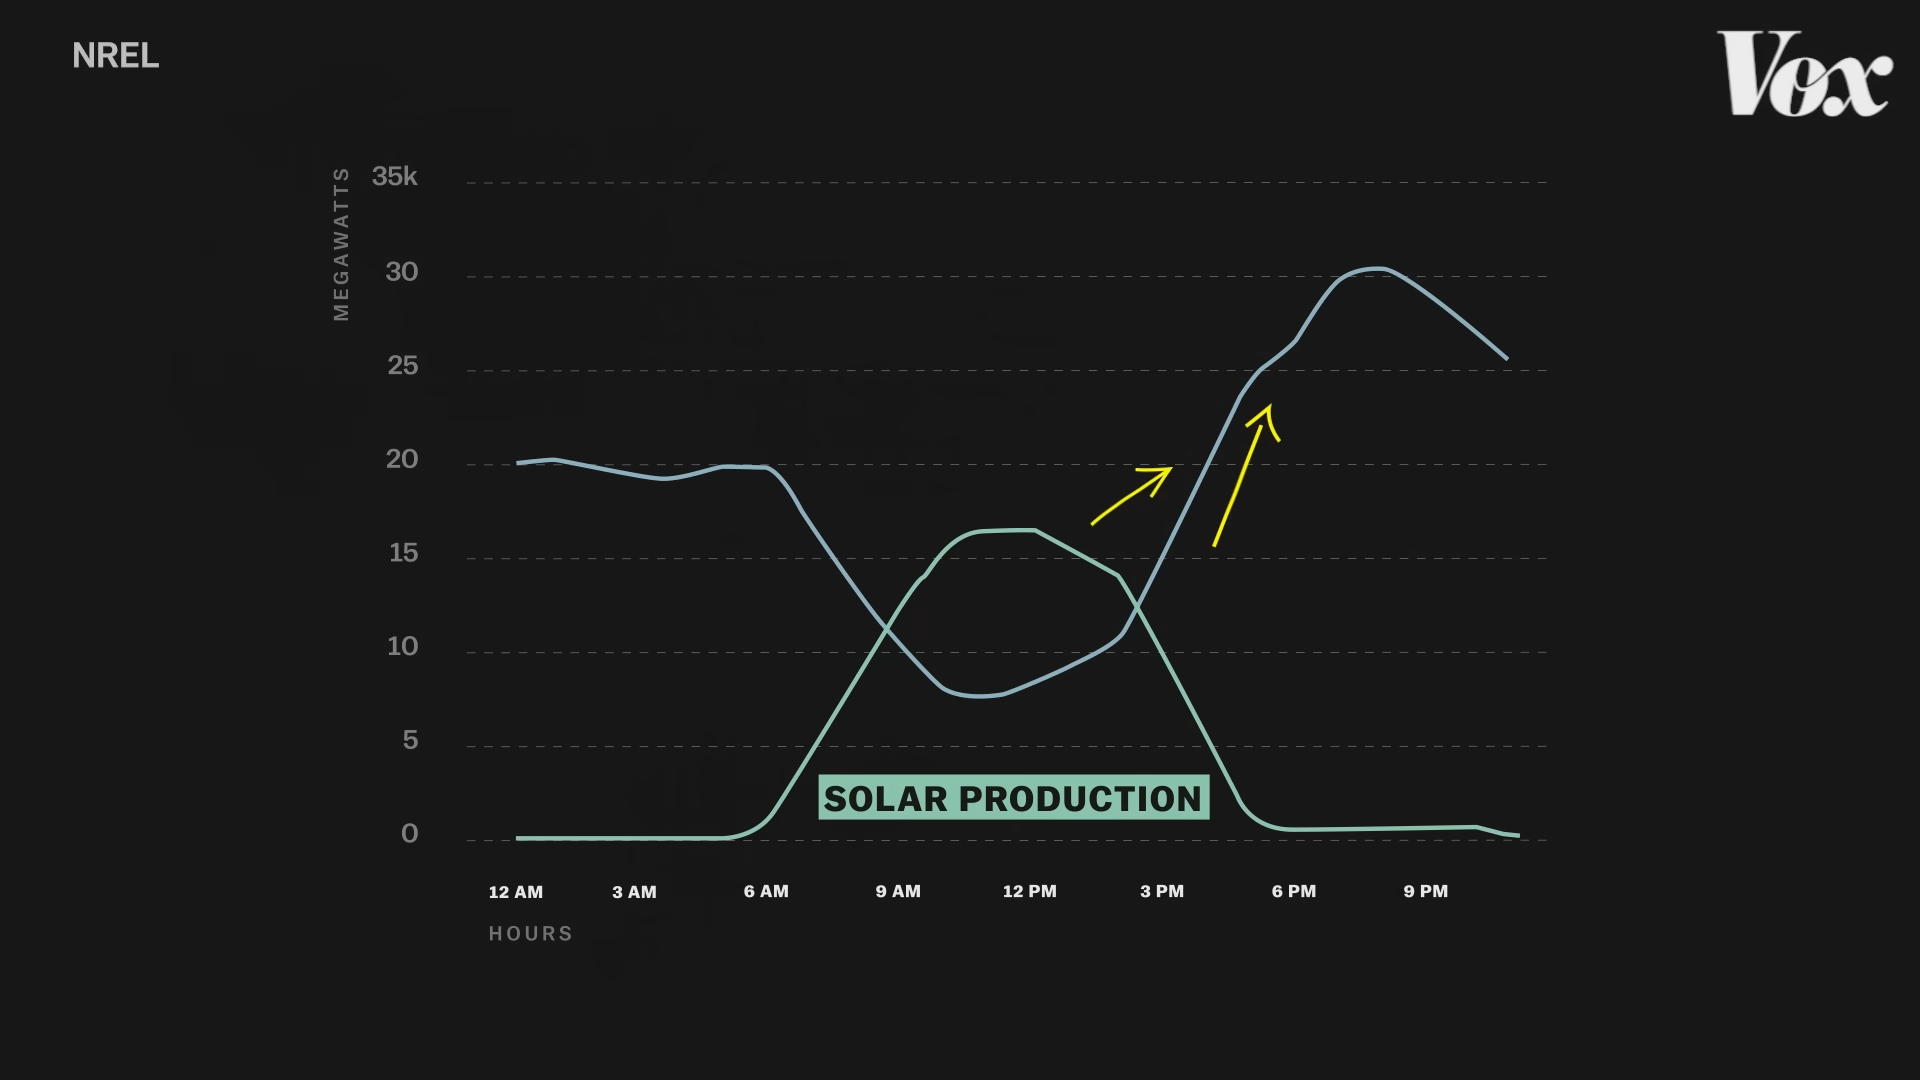 NREL
Vox
MEGAWATTS
35k
30
25
20
15
10
5
0
SOLAR PRODUCTION
12 AM 3 AM 6 AM 9 AM 12 PM 3 PM 6 PM 9 PM
HOURS